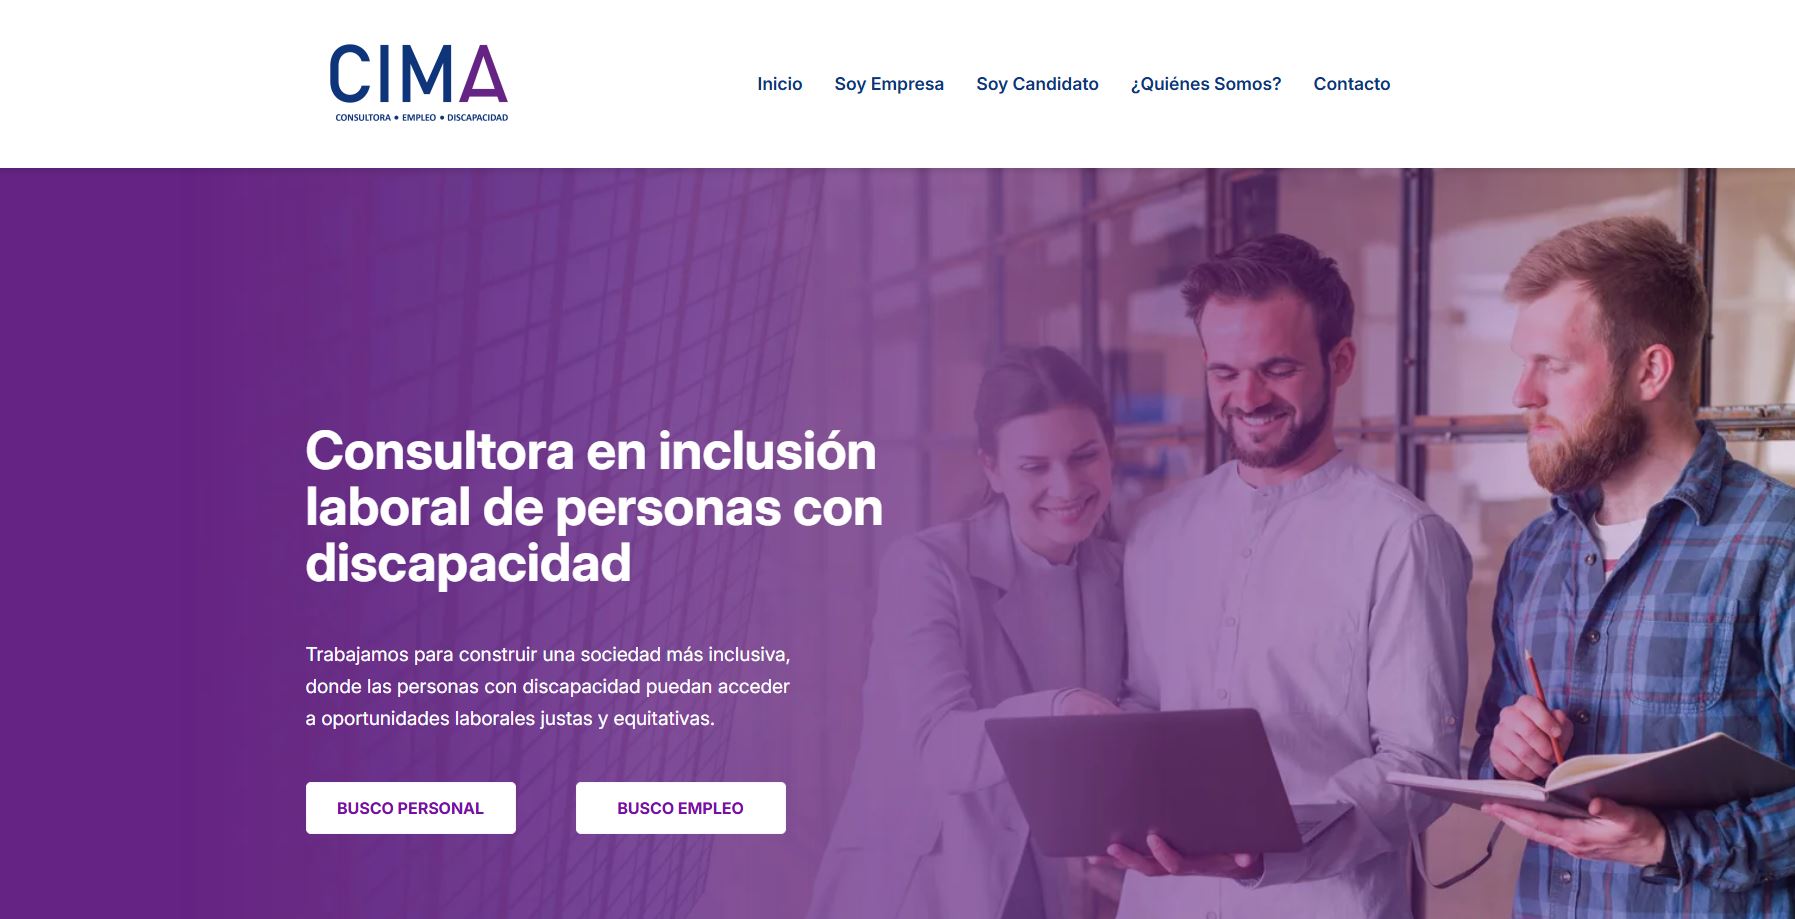 CIMA
CONSULTORA • EMPLEO • DISCAPACIDAD
Inicio Soy Empresa Soy Candidato ¿Quiénes Somos? Contacto
Consultora en inclusión
laboral de personas con
discapacidad
Trabajamos para construir una sociedad más inclusiva,
donde las personas con discapacidad puedan acceder
a oportunidades laborales justas y equitativas.
BUSCO PERSONAL BUSCO EMPLEO